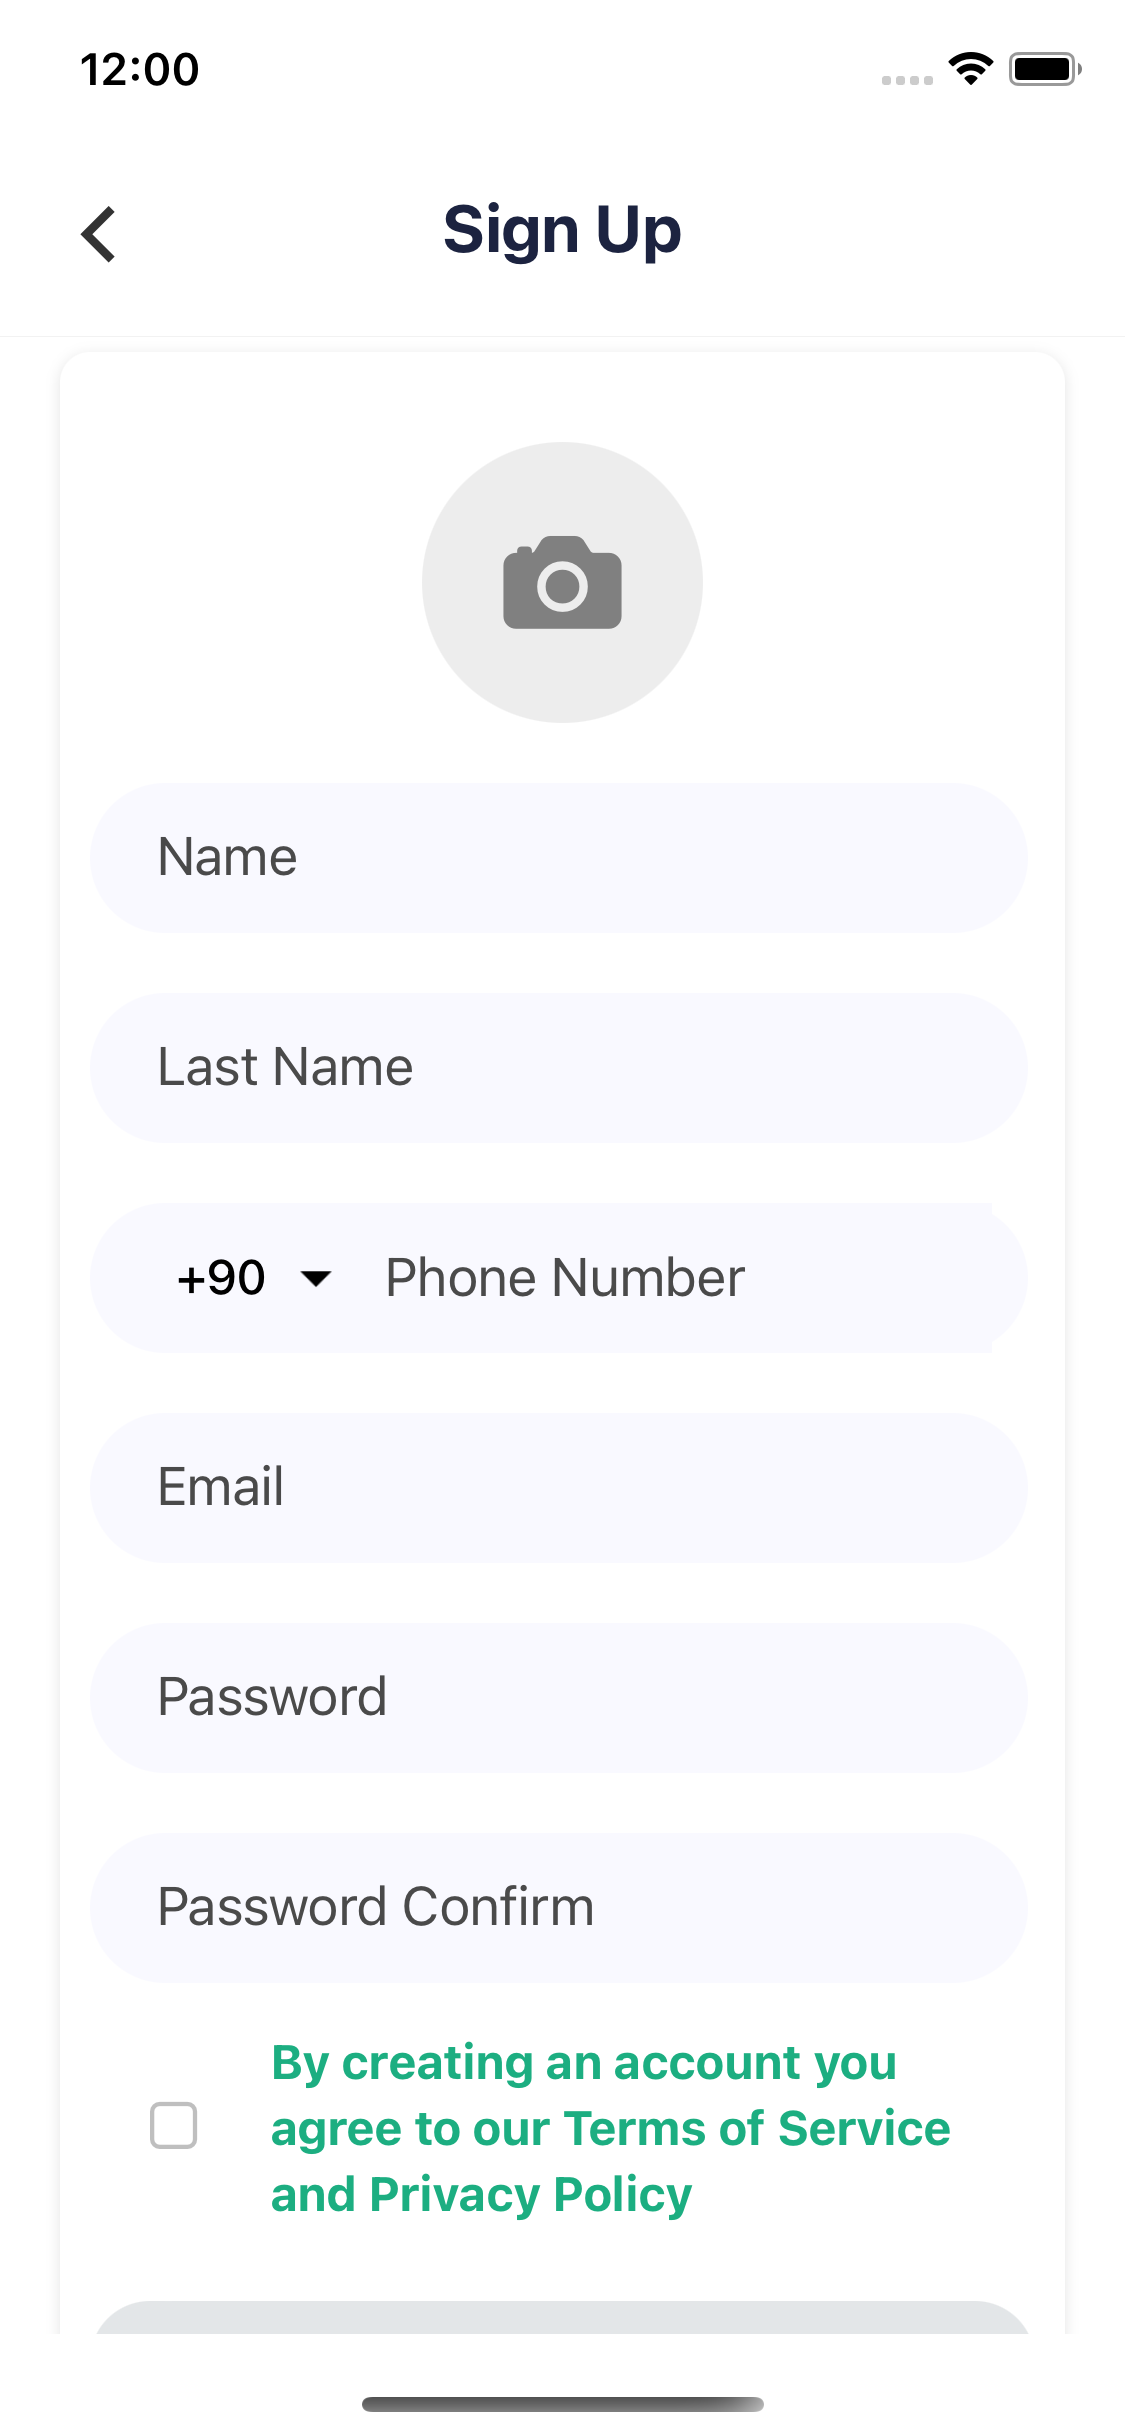 12:00
Sign Up
Name
Last Name
+90 Phone Number
Email
Password
Password Confirm
By creating an account you
agree to our Terms of Service
and Privacy Policy